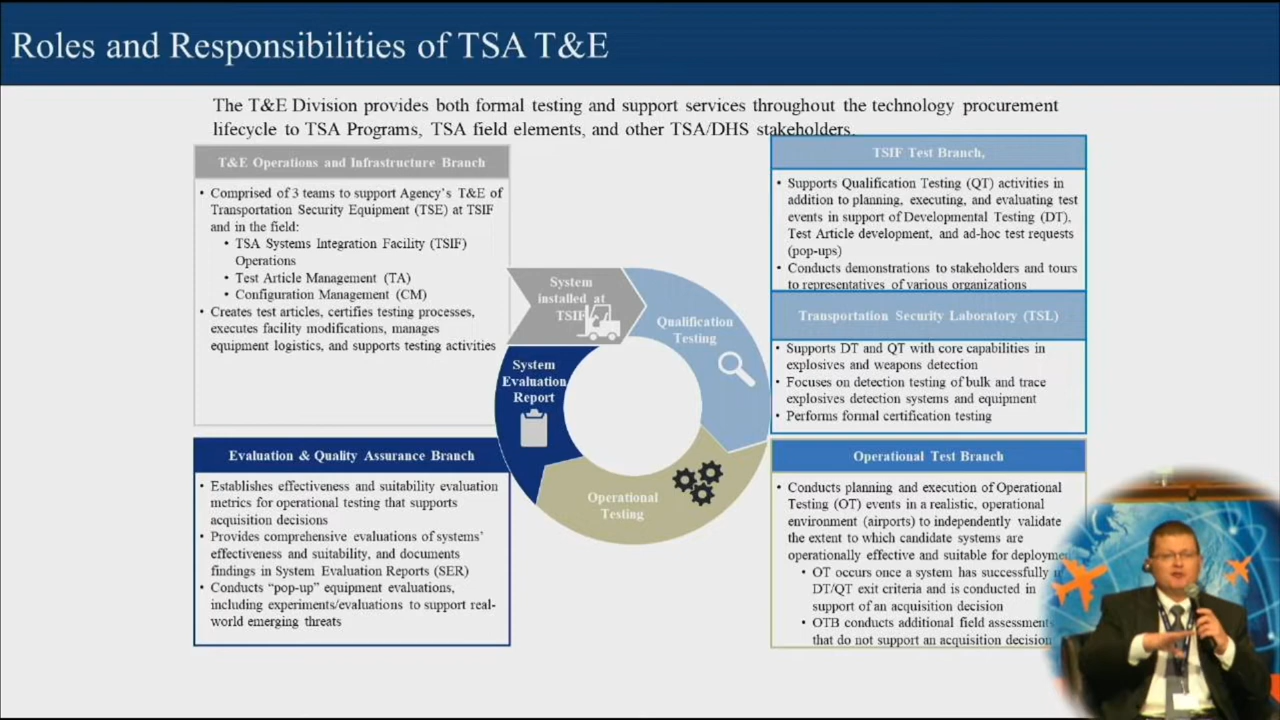 Roles and Responsibilities of TSA T&E
The T&E Division provides both formal testing and support services throughout the technology procurement
lifecycle to TSA Programs, TSA field elements, and other TSA/DHS stakeholders.
T&E Operations and Infrastructure Branch
• Comprised of 3 teams to support Agency's T&E of
Transportation Security Equipment (TSE) at TSIF
and in the field:
• TSA Systems Integration Facility (TSIF)
Operations
• Test Article Management (TA)
• Configuration Management (CM)
• Creates test articles, certifies testing processes,
executes facility modifications, manages
equipment logistics, and supports testing activities
Evaluation & Quality Assurance Branch
• Establishes effectiveness and suitability evaluation
metrics for operational testing that supports
acquisition decisions
• Provides comprehensive evaluations of systems'
effectiveness and suitability, and documents
findings in System Evaluation Reports (SER)
• Conducts "pop-up" equipment evaluations,
including experiments/evaluations to support real-
world emerging threats
System
installed at
TSIF
Qualification
Testing
System
Evaluation
Report
Operational
Testing
TSIF Test Branch,
• Supports Qualification Testing (QT) activities in
addition to planning, executing, and evaluating test
events in support of Developmental Testing (DT),
Test Article development, and ad-hoc test requests
(pop-ups)
• Conducts demonstrations to stakeholders and tours
to representatives of various organizations
Transportation Security Laboratory (TSL)
• Supports DT and QT with core capabilities in
explosives and weapons detection
• Focuses on detection testing of bulk and trace
explosives detection systems and equipment
• Performs formal certification testing
Operational Test Branch
• Conducts planning and execution of Operational
Testing (OT) events in a realistic, operational
environment (airports) to independently validate
the extent to which candidate systems are
operationally effective and suitable for deployme
• OT occurs once a system has successfully
DT/QT exit criteria and is conducted in
support of an acquisition decision
• OTB conducts additional field assessments
that do not support an acquisition decision